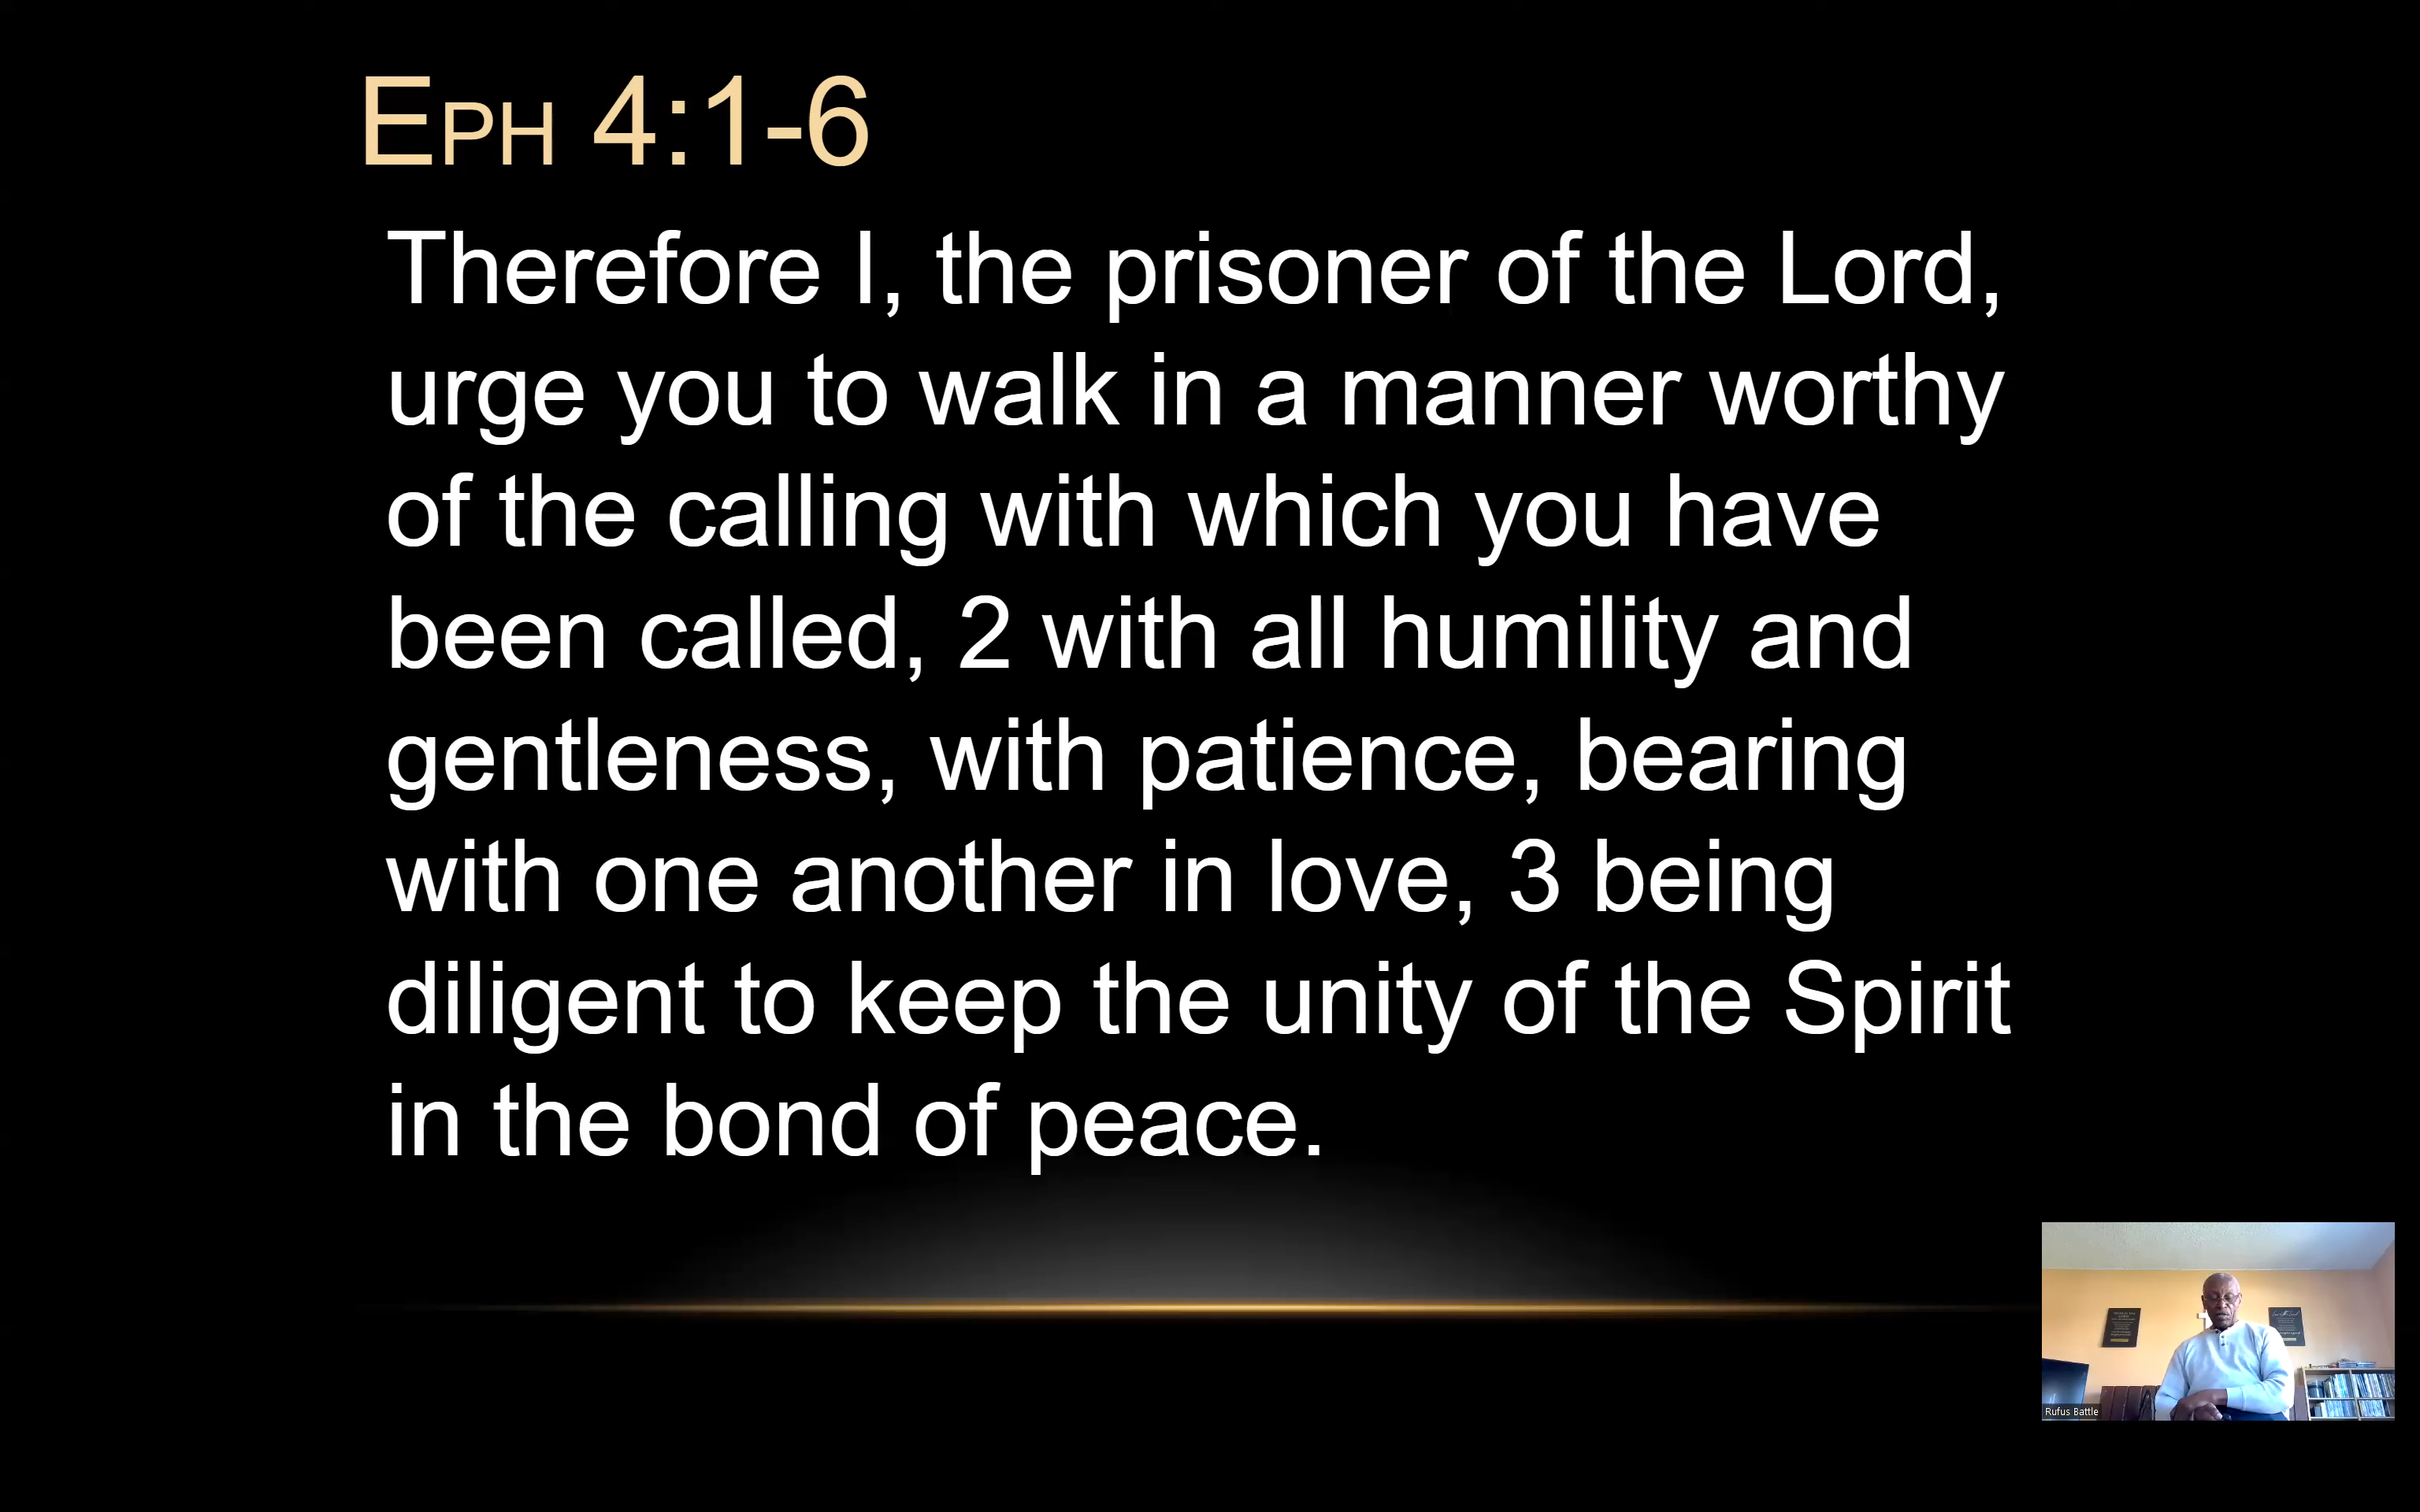 Eph 4:1-6
Therefore I, the prisoner of the Lord,
urge you to walk in a manner worthy
of the calling with which you have
been called, 2 with all humility and
gentleness, with patience, bearing
with one another in love, 3 being
diligent to keep the unity of the Spirit
in the bond of peace.
Rufus Battle